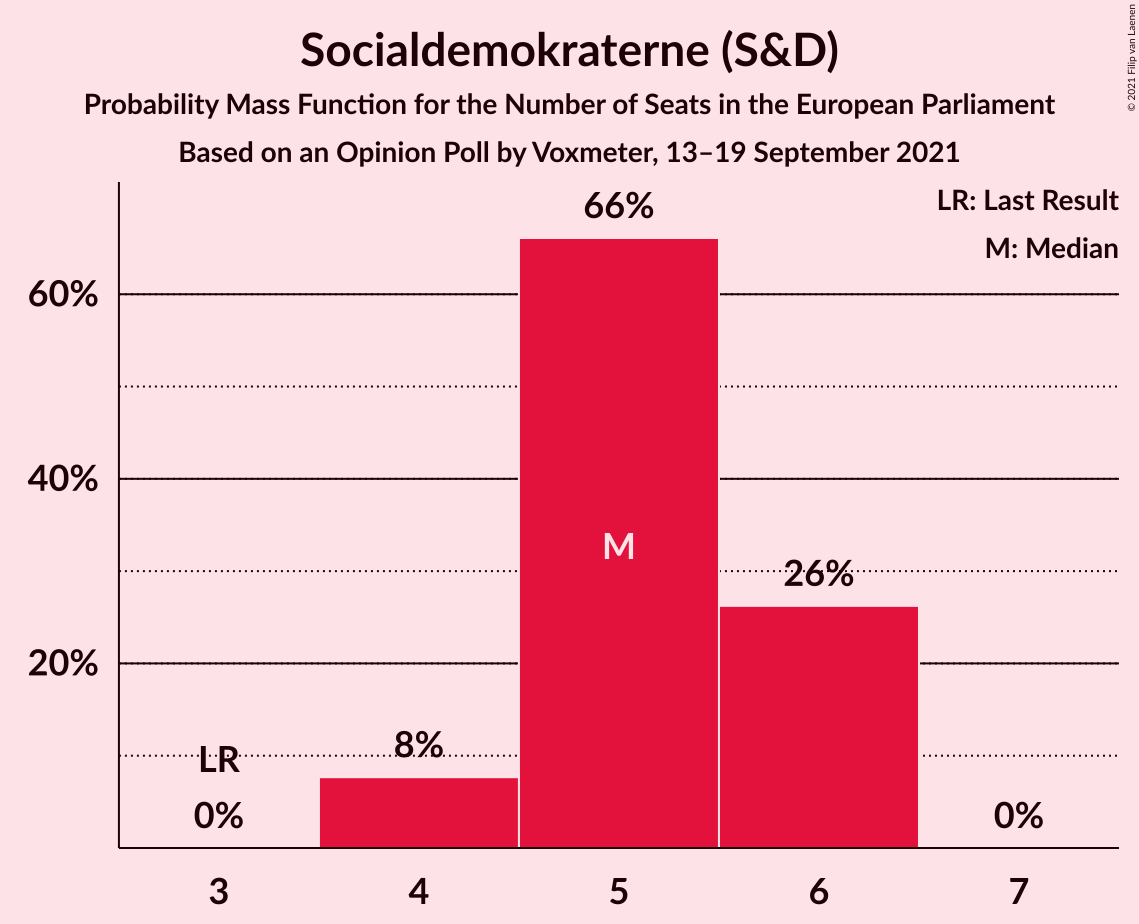 Socialdemokraterne (S&D)
Probability Mass Function for the Number of Seats in the European Parliament
Based on an Opinion Poll by Voxmeter, 13–19 September 2021
© 2021 Filip van Laenen
LR: Last Result
M: Median
66%
60%
40%
M
26%
20%
8%
LR
0%
0%
3 4 5 6 7